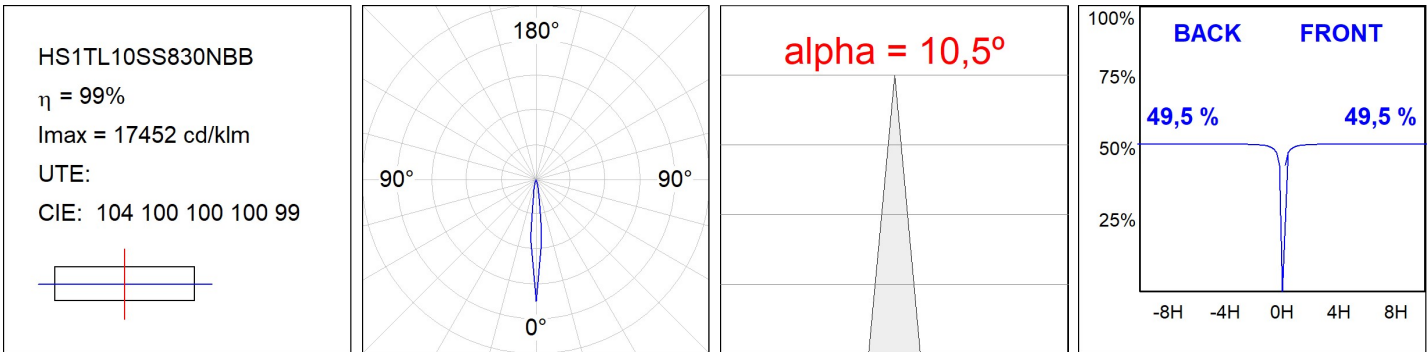 HS1TL10SS830NBB
η = 99%
Imax = 17452 cd/klm
UTE:
CIE: 104 100 100 100 99
180°
90° 90°
0°
alpha = 10,5º
100%
BACK FRONT
75%
49,5 % 49,5 %
50%
25%
-8H -4H 0H 4H 8H